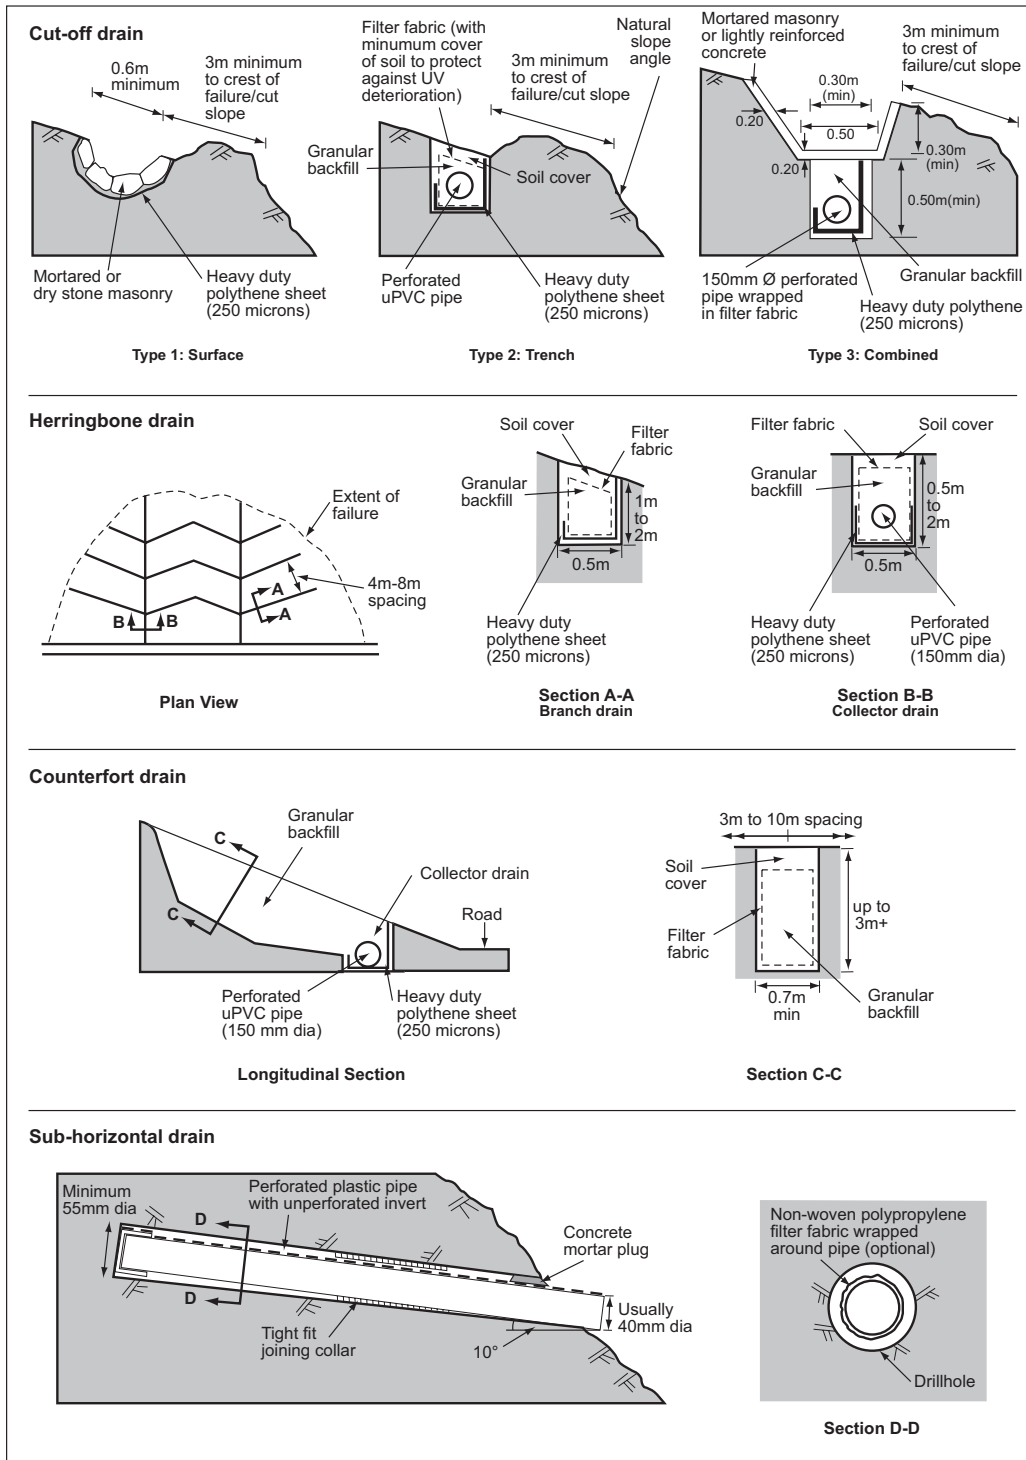 Cut-off drain
0.6m
minimum
3m minimum
to crest of
failure/cut
slope
Mortared or
dry stone masonry
Heavy duty
polythene sheet
(250 microns)
Type 1: Surface
Filter fabric (with
minumum cover
of soil to protect
against UV
deterioration)
3m minimum
to crest of
failure/cut slope
Natural
slope
angle
Granular
backfill
Soil cover
Perforated
uPVC pipe
Heavy duty
polythene sheet
(250 microns)
Type 2: Trench
Mortared masonry
or lightly reinforced
concrete
3m minimum
to crest of
failure/cut slope
0.30m
(min)
0.20
0.50
0.30m
(min)
0.20
0.50m(min)
150mm Ø perforated
pipe wrapped
in filter fabric
Granular backfill
Heavy duty polythene
(250 microns)
Type 3: Combined
Herringbone drain
Extent of
failure
4m-8m
spacing
A
A
B
B
Plan View
Soil cover
Filter
fabric
Granular
backfill
1m
to
2m
0.5m
Heavy duty
polythene sheet
(250 microns)
Section A-A
Branch drain
Filter fabric
Soil cover
Granular
backfill
0.5m
to
2m
0.5m
Heavy duty
polythene sheet
(250 microns)
Perforated
uPVC pipe
(150mm dia)
Section B-B
Collector drain
Counterfort drain
C
C
Granular
backfill
Collector drain
Road
Perforated
uPVC pipe
(150 mm dia)
Heavy duty
polythene sheet
(250 microns)
Longitudinal Section
3m to 10m spacing
Soil
cover
Filter
fabric
up to
3m+
0.7m
min
Granular
backfill
Section C-C
Sub-horizontal drain
Minimum
55mm dia
D
D
Perforated plastic pipe
with unperforated invert
Concrete
mortar plug
Tight fit
joining collar
10°
Usually
40mm dia
Non-woven polypropylene
filter fabric wrapped
around pipe (optional)
Drillhole
Section D-D